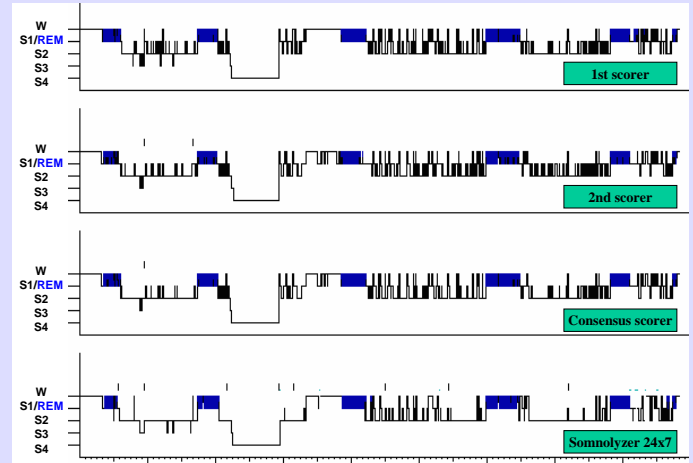 W
S1/REM
S2
S3
S4
1st scorer
W
S1/REM
S2
S3
S4
2nd scorer
W
S1/REM
S2
S3
S4
Consensus scorer
W
S1/REM
S2
S3
S4
Somnolyzer 24x7